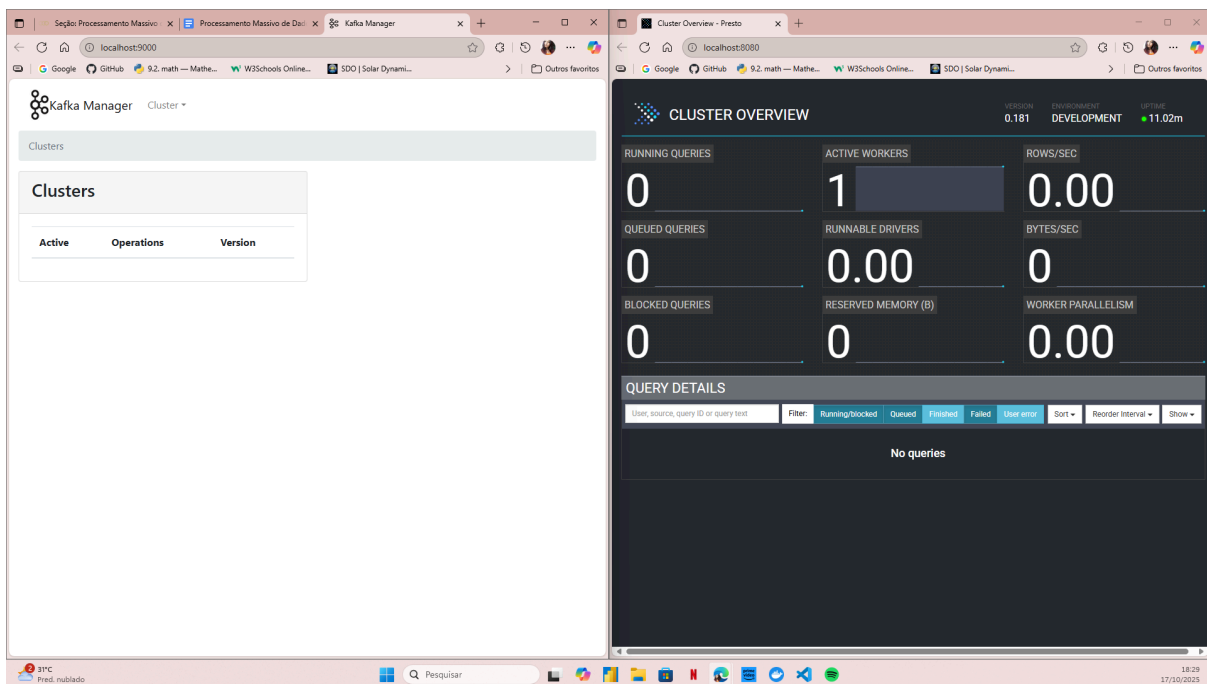 Seção: Processamento Massivo
Processamento Massivo de Dad
Kafka Manager
localhost:9000
Google
GitHub
9.2. math — Mathe...
W3Schools Online...
SDO | Solar Dynami...
Outros favoritos
Kafka Manager
Cluster
Clusters
Clusters
Active Operations Version
Cluster Overview - Presto
localhost:8080
Google
GitHub
9.2. math — Mathe...
W3Schools Online...
SDO | Solar Dynami...
Outros favoritos
CLUSTER OVERVIEW
VERSION
0.181
ENVIRONMENT
DEVELOPMENT
UPTIME
11.02m
RUNNING QUERIES
0
ACTIVE WORKERS
1
ROWS/SEC
0.00
QUEUED QUERIES
0
RUNNABLE DRIVERS
0.00
BYTES/SEC
0
BLOCKED QUERIES
0
RESERVED MEMORY (B)
0
WORKER PARALLELISM
0.00
QUERY DETAILS
User, source, query ID or query text
Filter: Running/blocked Queued Finished Failed User error Sort Reorder Interval Show
No queries
2
31°C
Pred. nublado
Pesquisar
18:29
17/10/2025